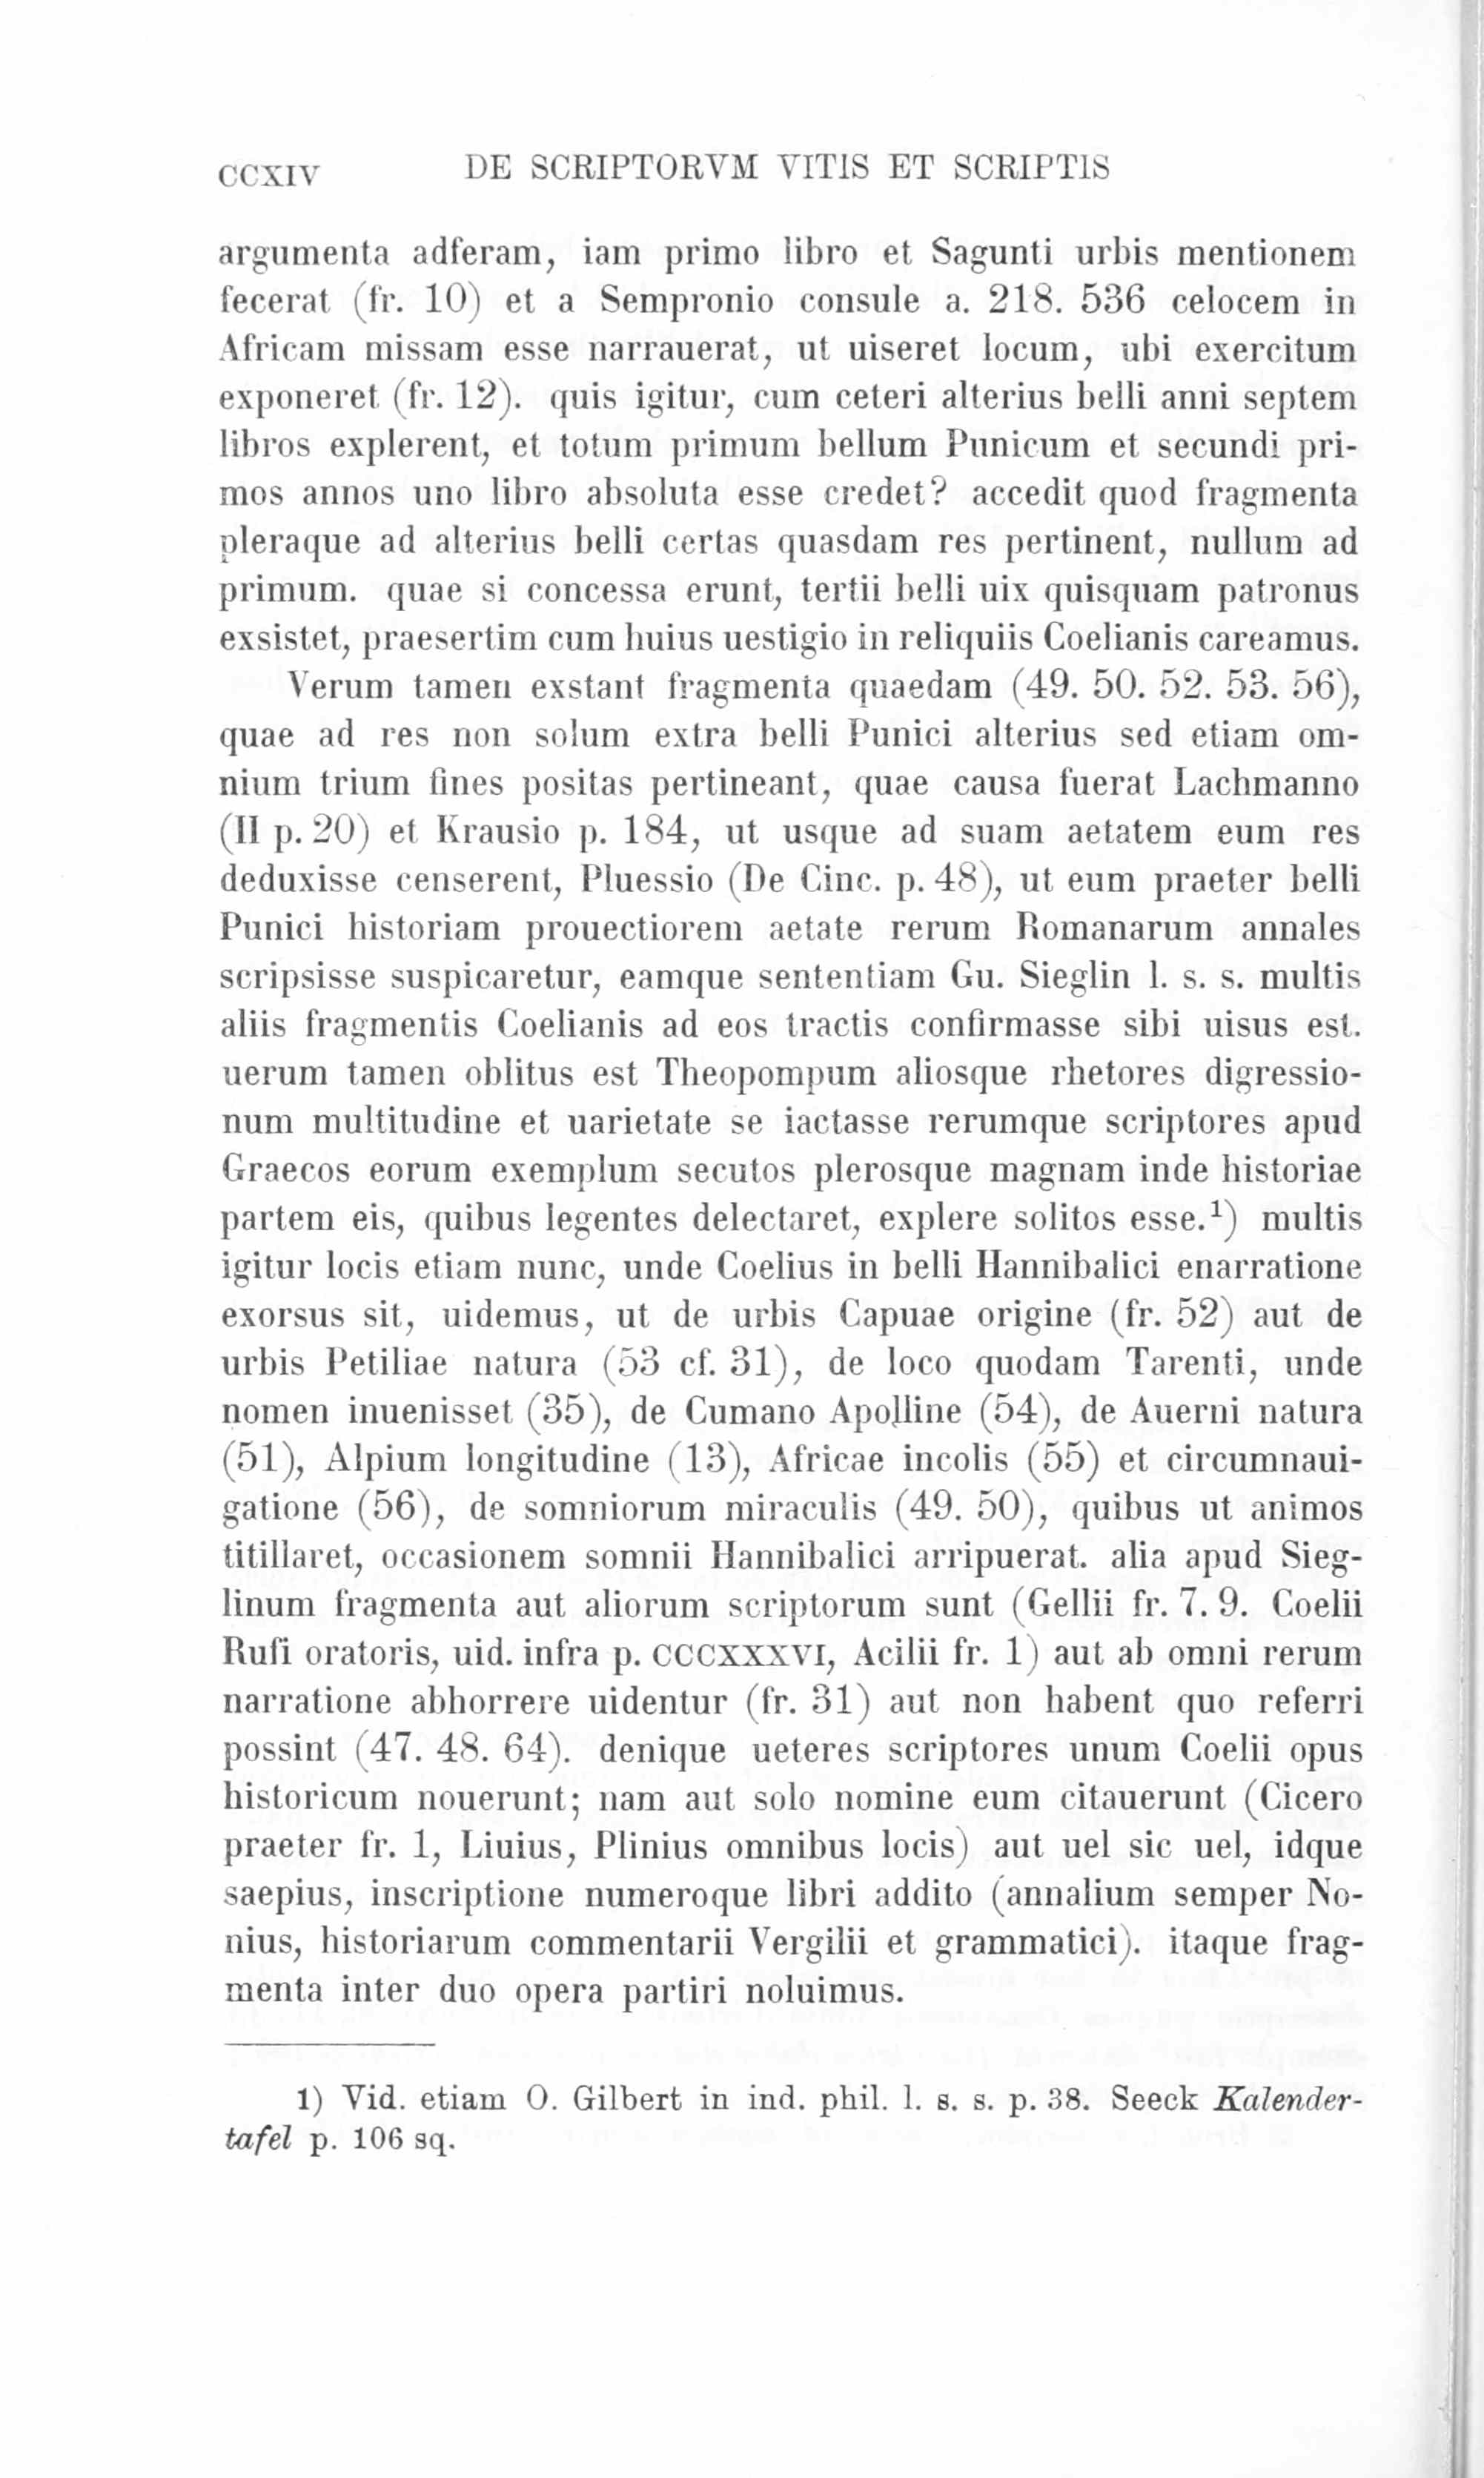 CCXIV DE SCRIPTORVM VITIS ET SCRIPTIS
argumenta adferam, iam primo libro et Sagunti urbis mentionem
fecerat (fr. 10) et a Sempronio consule a. 218. 536 celocem in
Africam missam esse narrauerat, ut uiseret locum, ubi exercitum
exponeret (fr. 12). quis igitur, cum ceteri alterius belli anni septem
libros explerent, et totum primum bellum Punicum et secundi pri-
mos annos uno libro absoluta esse credet? accedit quod fragmenta
pleraque ad alterius belli certas quasdam res pertinent, nullum ad
primum. quae si concessa erunt, tertii belli uix quisquam patronus
exsistet, praesertim cum huius uestigio in reliquiis Coelianis careamus.
Verum tamen exstant fragmenta quaedam (49. 50. 52. 53. 56),
quae ad res non solum extra belli Punici alterius sed etiam om-
nium trium fines positas pertineant, quae causa fuerat Lachmanno
(II p. 20) et Krausio p. 184, ut usque ad suam aetatem eum res
deduxisse censerent, Pluessio (De Cinc. p. 48), ut eum praeter belli
Punici historiam prouectiorem aetate rerum Romanarum annales
scripsisse suspicaretur, eamque sententiam Gu. Sieglin l. s. s. multis
aliis fragmentis Coelianis ad eos tractis confirmasse sibi uisus est.
uerum tamen oblitus est Theopompum aliosque rhetores digressio-
num multitudine et uarietate se iactasse rerumque scriptores apud
Graecos eorum exemplum secutos plerosque magnam inde historiae
partem eis, quibus legentes delectaret, explere solitos esse.¹) multis
igitur locis etiam nunc, unde Coelius in belli Hannibalici enarratione
exorsus sit, uidemus, ut de urbis Capuae origine (fr. 52) aut de
urbis Petiliae natura (53 cf. 31), de loco quodam Tarenti, unde
nomen inuenisset (35), de Cumano Apolline (54), de Auerni natura
(51), Alpium longitudine (13), Africae incolis (55) et circumnaui-
gatione (56), de somniorum miraculis (49. 50), quibus ut animos
titillaret, occasionem somnii Hannibalici arripuerat. alia apud Sieg-
linum fragmenta aut aliorum scriptorum sunt (Gellii fr. 7. 9. Coelii
Rufi oratoris, uid. infra p. CCCXXXVI, Acilii fr. 1) aut ab omni rerum
narratione abhorrere uidentur (fr. 31) aut non habent quo referri
possint (47. 48. 64). denique ueteres scriptores unum Coelii opus
historicum nouerunt; nam aut solo nomine eum citauerunt (Cicero
praeter fr. 1, Liuius, Plinius omnibus locis) aut uel sic uel, idque
saepius, inscriptione numeroque libri addito (annalium semper No-
nius, historiarum commentarii Vergilii et grammatici). itaque frag-
menta inter duo opera partiri noluimus.
1) Vid. etiam O. Gilbert in ind. phil. l. s. s. p. 38. Seeck Kalender-
tafel p. 106 sq.